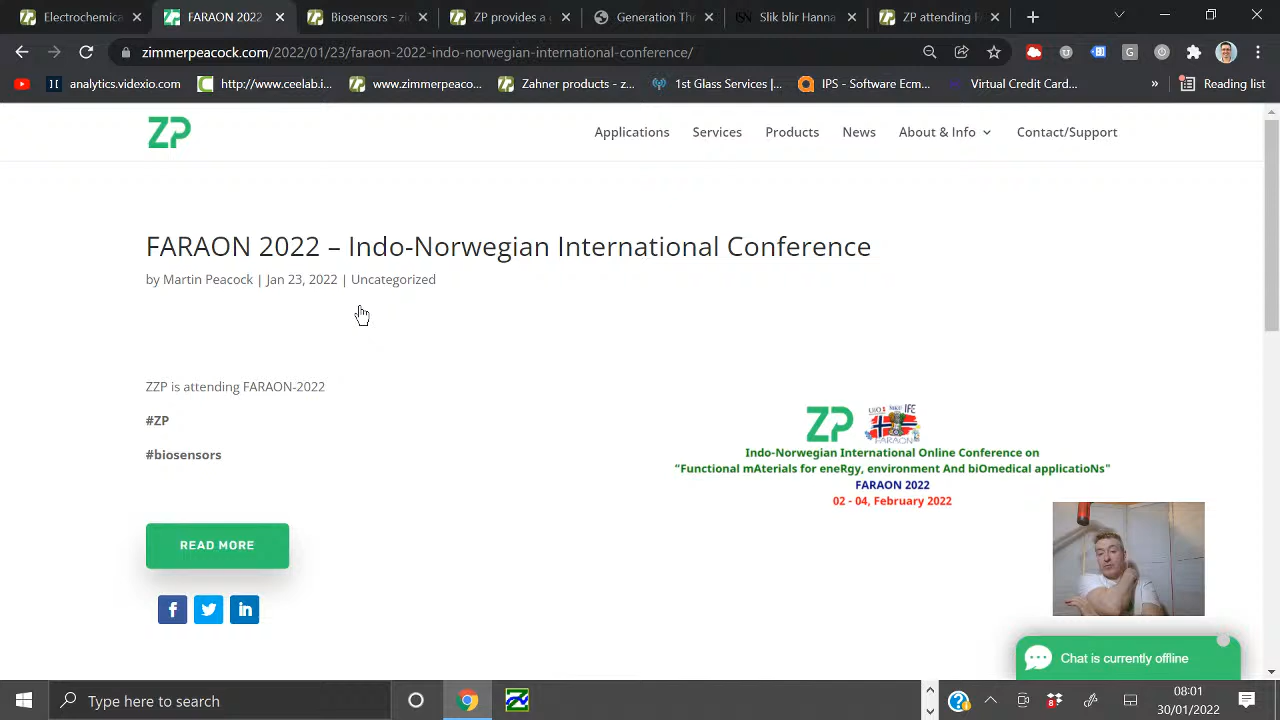 Electrochemica
FARAON 2022
Biosensors - zi
ZP provides a g
Generation Th
Slik blir Hanna
ZP attending F
zimmerpeacock.com/2022/01/23/faraon-2022-indo-norwegian-international-conference/
analytics.videxio.com
http://www.ceelab.i...
www.zimmerpeaco...
Zahner products - z...
1st Glass Services |...
IPS - Software Ecm...
Virtual Credit Card...
»
Reading list
ZP
Applications
Services
Products
News
About & Info
Contact/Support
FARAON 2022 – Indo-Norwegian International Conference
by Martin Peacock | Jan 23, 2022 | Uncategorized
ZZP is attending FARAON-2022
#ZP
#biosensors
READ MORE
ZP
IFE
FARAON
Indo-Norwegian International Online Conference on
“Functional mAterials for eneRgy, environment And biOmedical applicatioNs"
FARAON 2022
02 - 04, February 2022
Chat is currently offline
Type here to search
08:01
30/01/2022